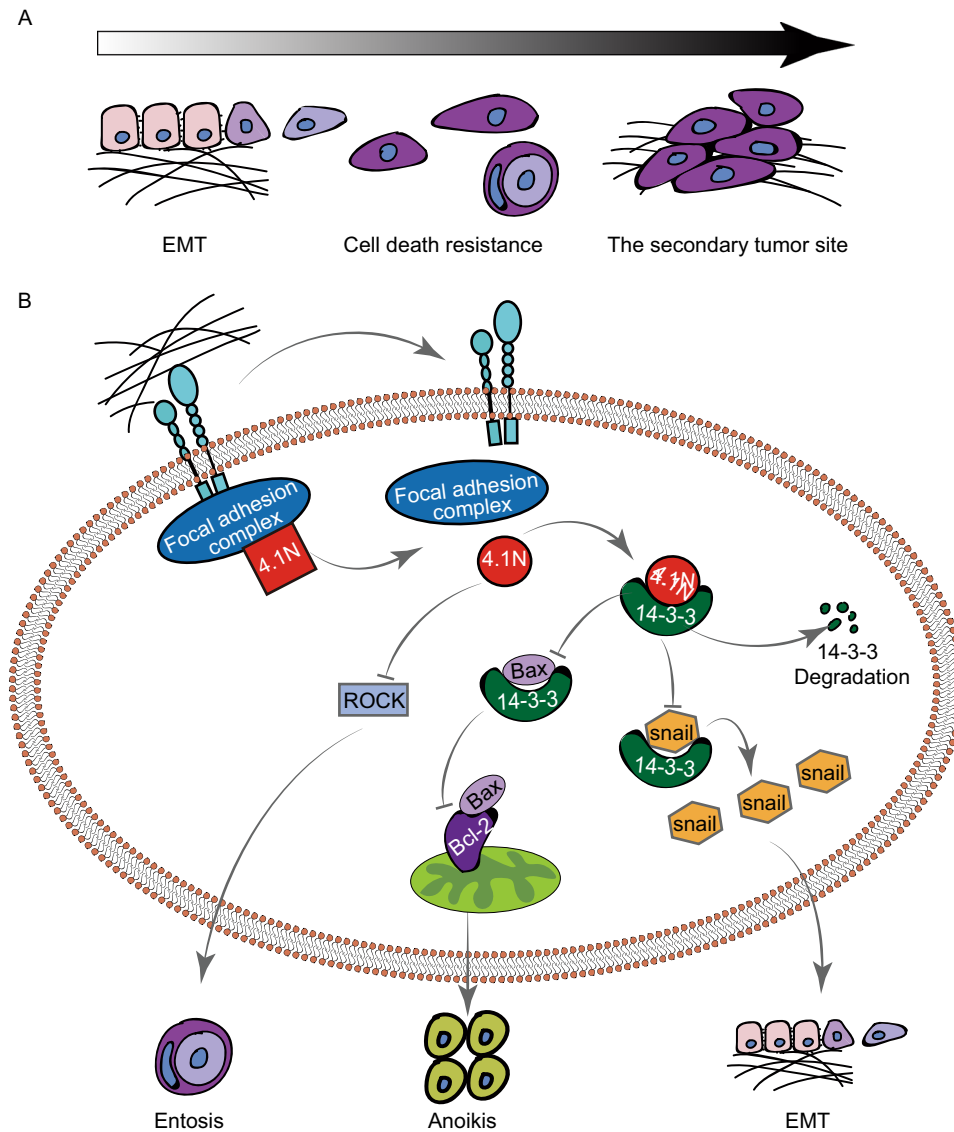 A
EMT
Cell death resistance
The secondary tumor site
B
Focal adhesion
complex
4.1N
Focal adhesion
complex
4.1N
4.1N
14-3-3
14-3-3
Degradation
Bax
14-3-3
ROCK
snail
14-3-3
snail
snail
snail
Bax
Bcl-2
Entosis
Anoikis
EMT